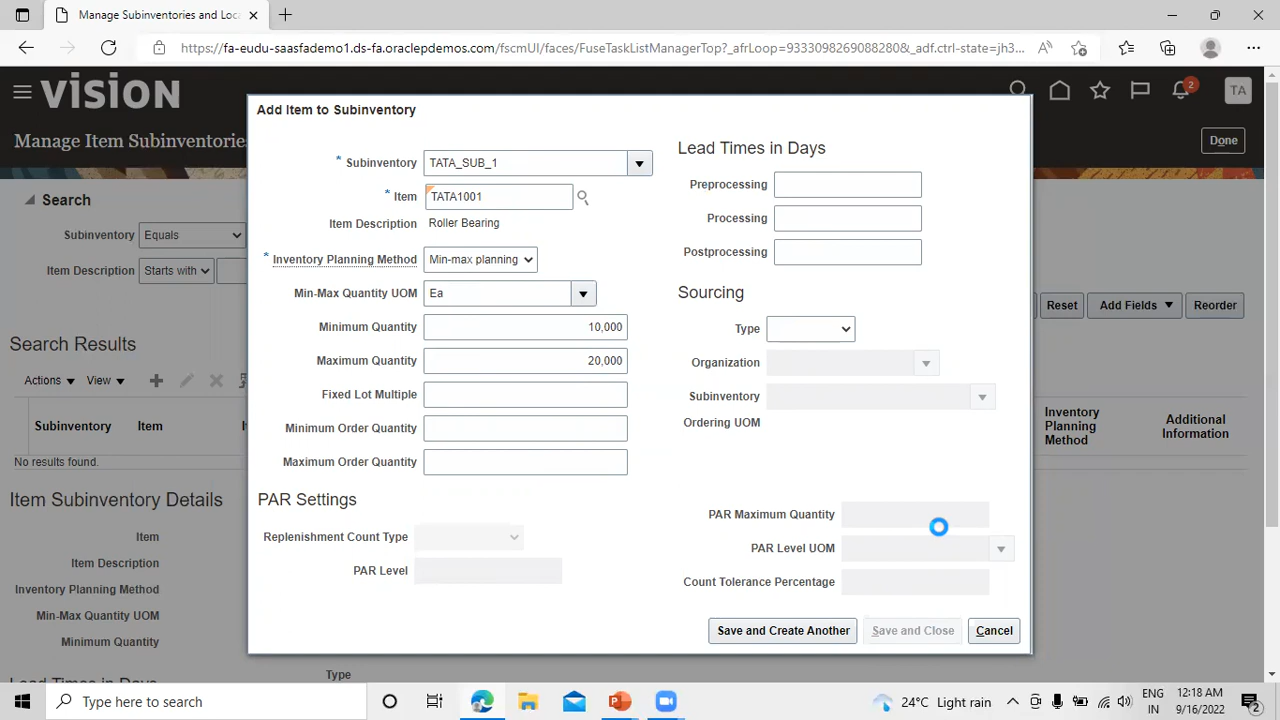 Manage Subinventories and Loca
https://fa-eudu-saasfademo1.ds-fa.oraclepdemos.com/fscmUI/faces/FuseTaskListManagerTop?_afrLoop=9333098269088280&_adf.ctrl-state=jh3...
vision
2
TA
Manage Item Subinventories
Done
Search
Subinventory Equals
Item Description Starts with
Reset
Add Fields
Reorder
Search Results
Actions View
Subinventory Item
Inventory Planning Method
Additional Information
No results found.
Item Subinventory Details
Item
Item Description
Inventory Planning Method
Min-Max Quantity UOM
Minimum Quantity
Type
Add Item to Subinventory
* Subinventory TATA_SUB_1
* Item TATA1001
Item Description Roller Bearing
* Inventory Planning Method Min-max planning
Min-Max Quantity UOM Ea
Minimum Quantity 10,000
Maximum Quantity 20,000
Fixed Lot Multiple
Minimum Order Quantity
Maximum Order Quantity
PAR Settings
Replenishment Count Type
PAR Level
Lead Times in Days
Preprocessing
Processing
Postprocessing
Sourcing
Type
Organization
Subinventory
Ordering UOM
PAR Maximum Quantity
PAR Level UOM
Count Tolerance Percentage
Save and Create Another
Save and Close
Cancel
Type here to search
24°C Light rain
ENG
IN
12:18 AM
9/16/2022
2